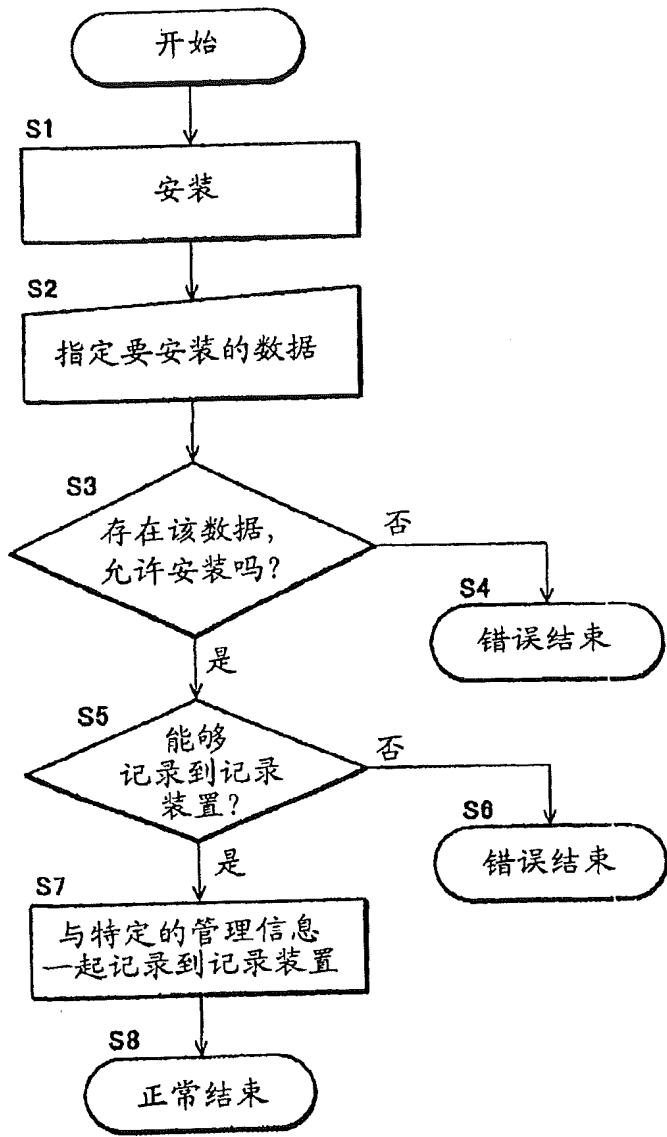 开始
S1
安装
S2
指定要安装的数据
S3
存在该数据,
允许安装吗?
否
S4
错误结束
是
S5
能够
记录到记录
装置?
否
S6
错误结束
是
S7
与特定的管理信息
一起记录到记录装置
S8
正常结束